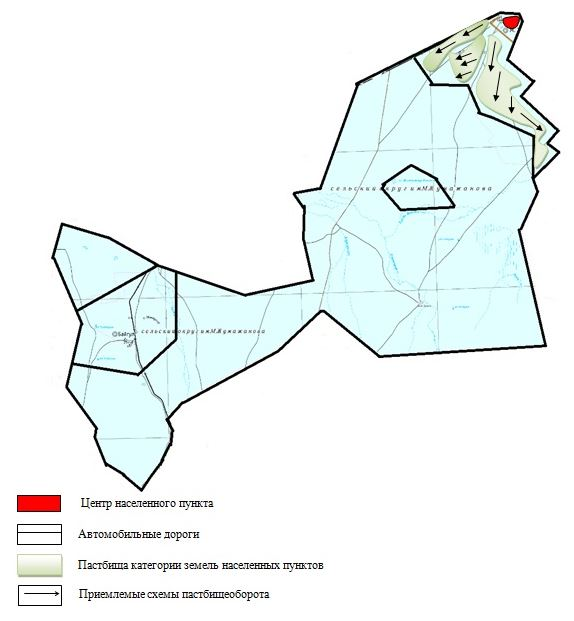 сельский округ им М.Жумажанова
сельский округ им М.Жумажанова
Центр населенного пункта
Автомобильные дороги
Пастбища категории земель населенных пунктов
Приемлемые схемы пастбищеоборота